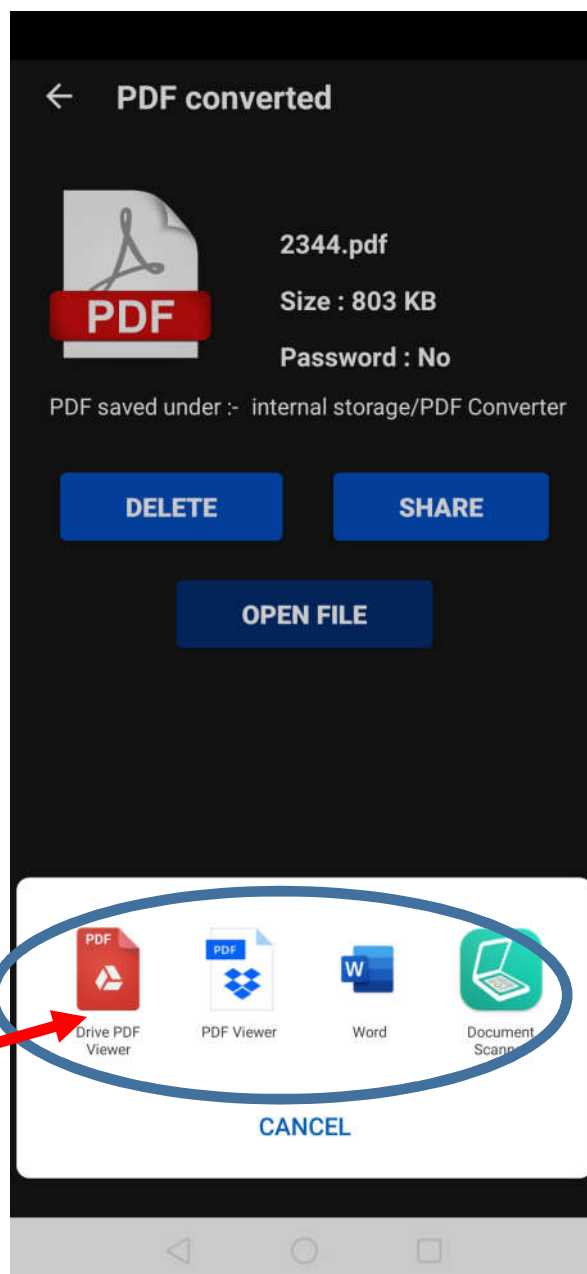 PDF converted
PDF
2344.pdf
Size : 803 KB
Password : No
PDF saved under :- internal storage/PDF Converter
DELETE
SHARE
OPEN FILE
PDF
PDF
W
Drive PDF
Viewer
PDF Viewer
Word
Document
Scanner
CANCEL